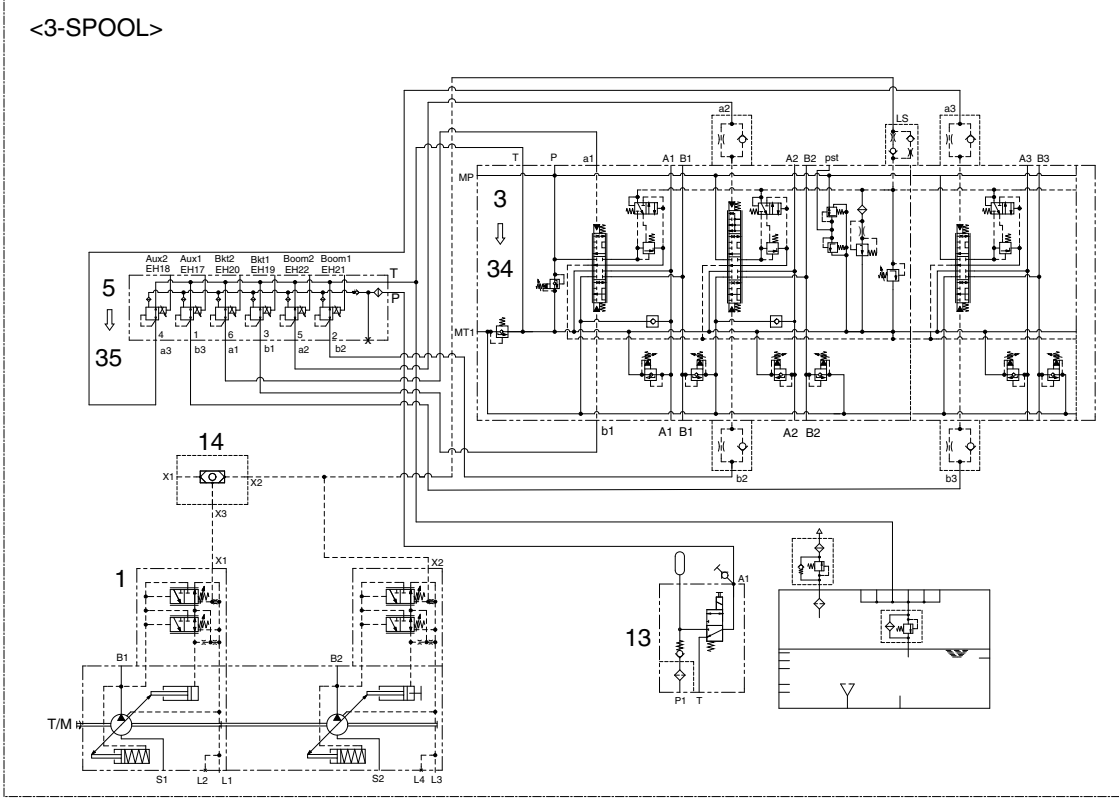 <3-SPOOL>
a2
LS
a3
T P a1 A1 B1 A2 B2 pst A3 B3
MP
3
34
Aux2 Aux1 Bkt2 Bkt1 Boom2 Boom1
EH18 EH17 EH20 EH19 EH22 EH21
T
P
5
35
4 1 6 3 5 2
a3 b3 a1 b1 a2 b2
MT1
b1 A1 B1 A2 B2
b2 b3
14
X1 X2
X3
X1 X2
1
A1
13
B1 B2
P1 T
T/M
S1 L2 L1 S2 L4 L3